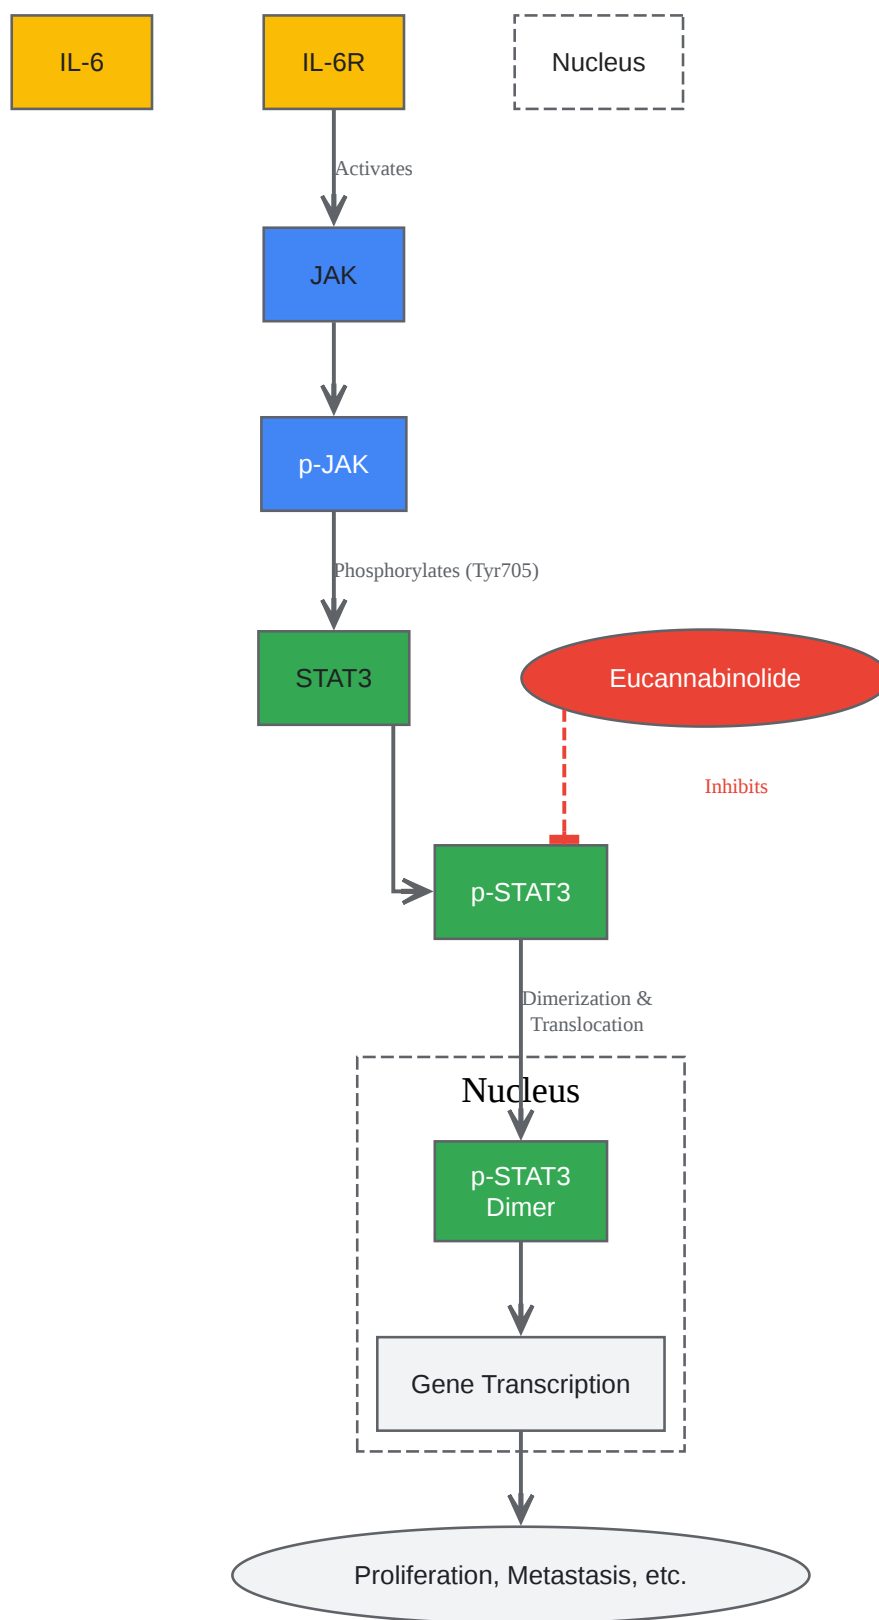 IL-6
IL-6R
Nucleus
Activates
JAK
p-JAK
Phosphorylates (Tyr705)
STAT3
Eucannabinolide
Inhibits
p-STAT3
Dimerization &
Translocation
Nucleus
p-STAT3
Dimer
Gene Transcription
Proliferation, Metastasis, etc.